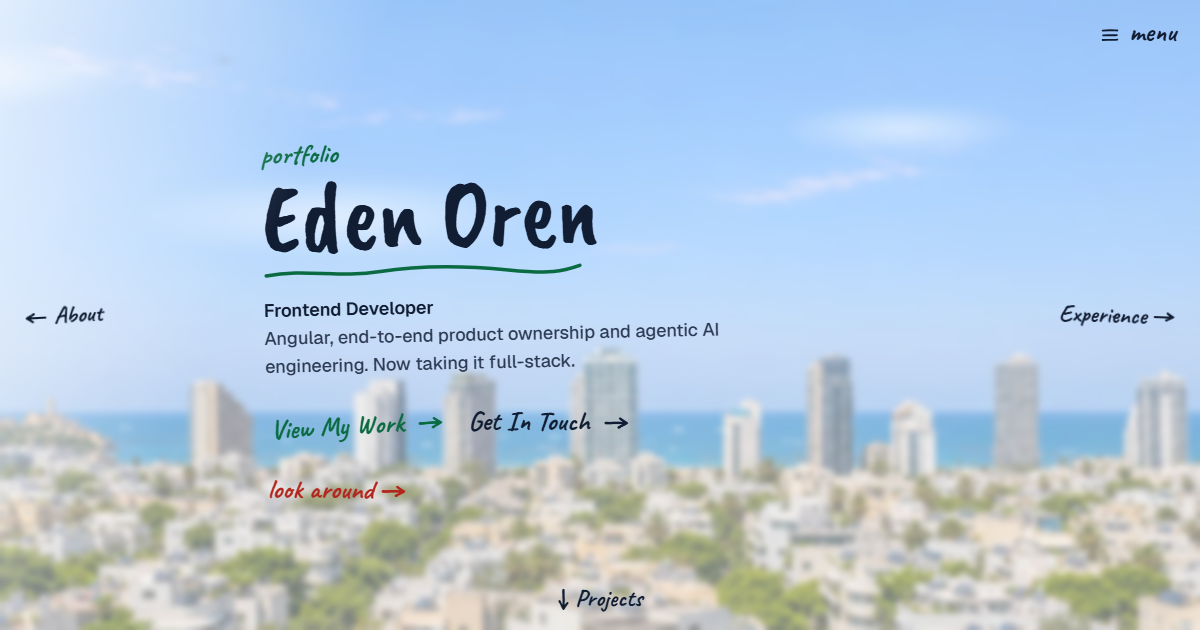 menu
portfolio
Eden Oren
← About
Experience →
Frontend Developer
Angular, end-to-end product ownership and agentic AI
engineering. Now taking it full-stack.
View My Work →
Get In Touch →
look around →
↓ Projects